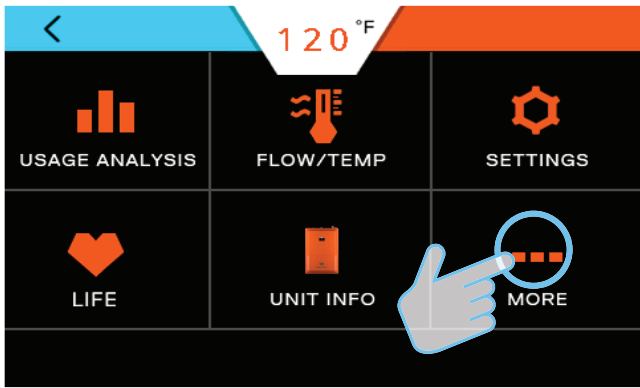 120°F
USAGE ANALYSIS
FLOW/TEMP
SETTINGS
LIFE
UNIT INFO
MORE